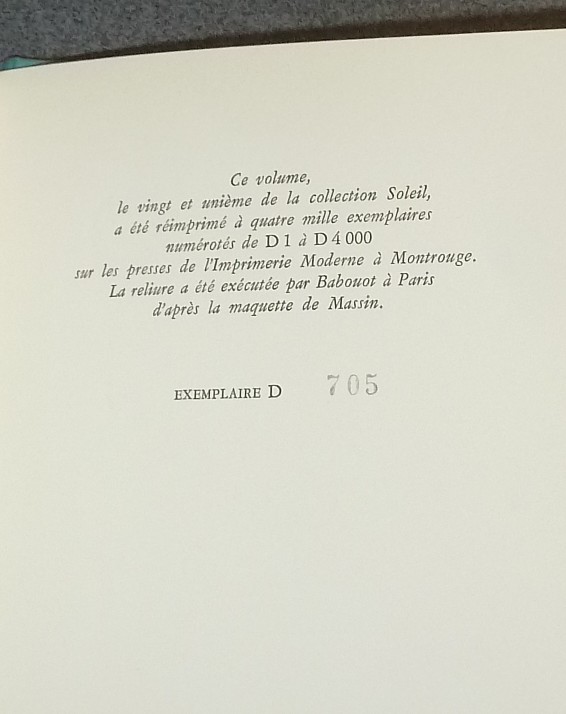 Ce volume,
le vingt et unième de la collection Soleil,
a été réimprimé à quatre mille exemplaires
numérotés de D 1 à D 4 000
sur les presses de l'Imprimerie Moderne à Montrouge.
La reliure a été exécutée par Babouot à Paris
d'après la maquette de Massin.
EXEMPLAIRE D 705